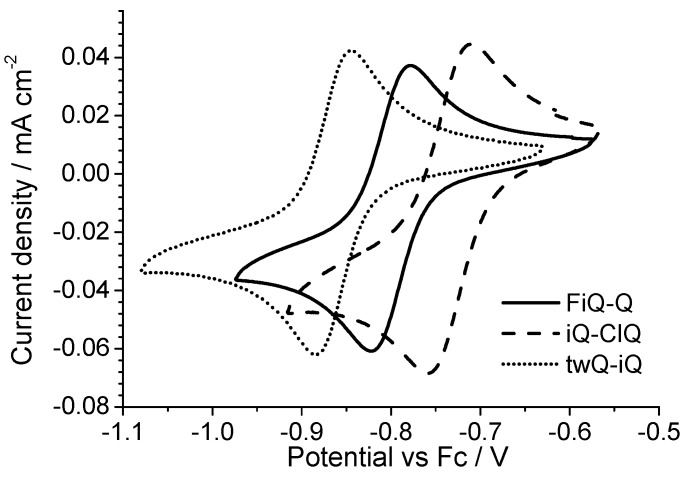 Current density / mA cm-2
0.04
0.02
0.00
-0.02
-0.04
-0.06
-0.08
FiQ-Q
iQ-ClQ
twQ-iQ
-1.1 -1.0 -0.9 -0.8 -0.7 -0.6 -0.5
Potential vs Fc / V